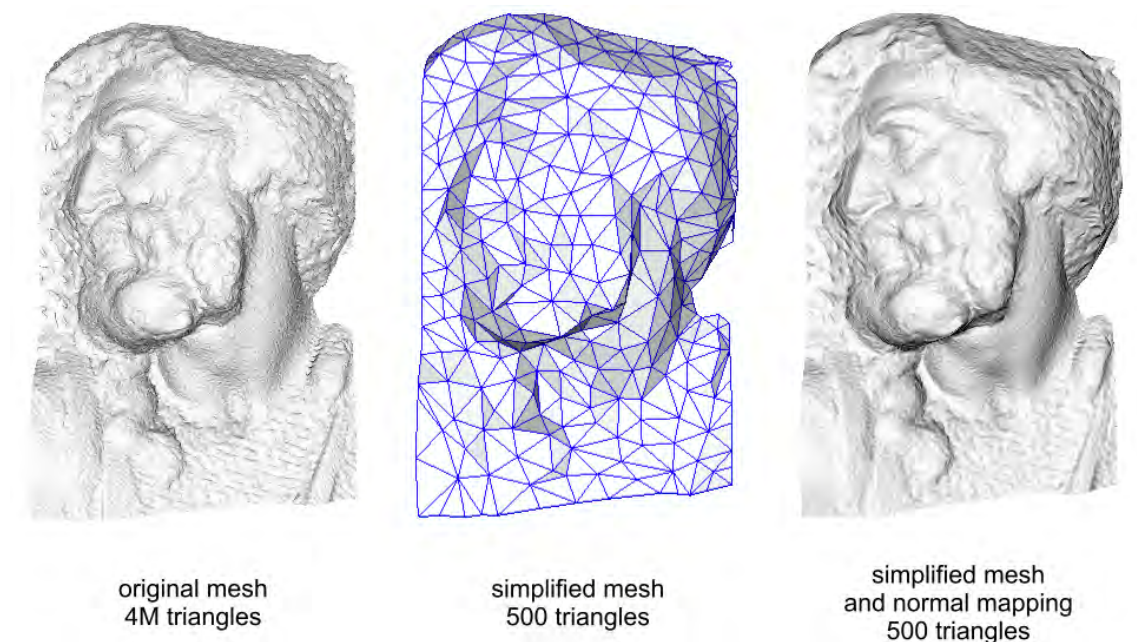 original mesh
4M triangles
simplified mesh
500 triangles
simplified mesh
and normal mapping
500 triangles